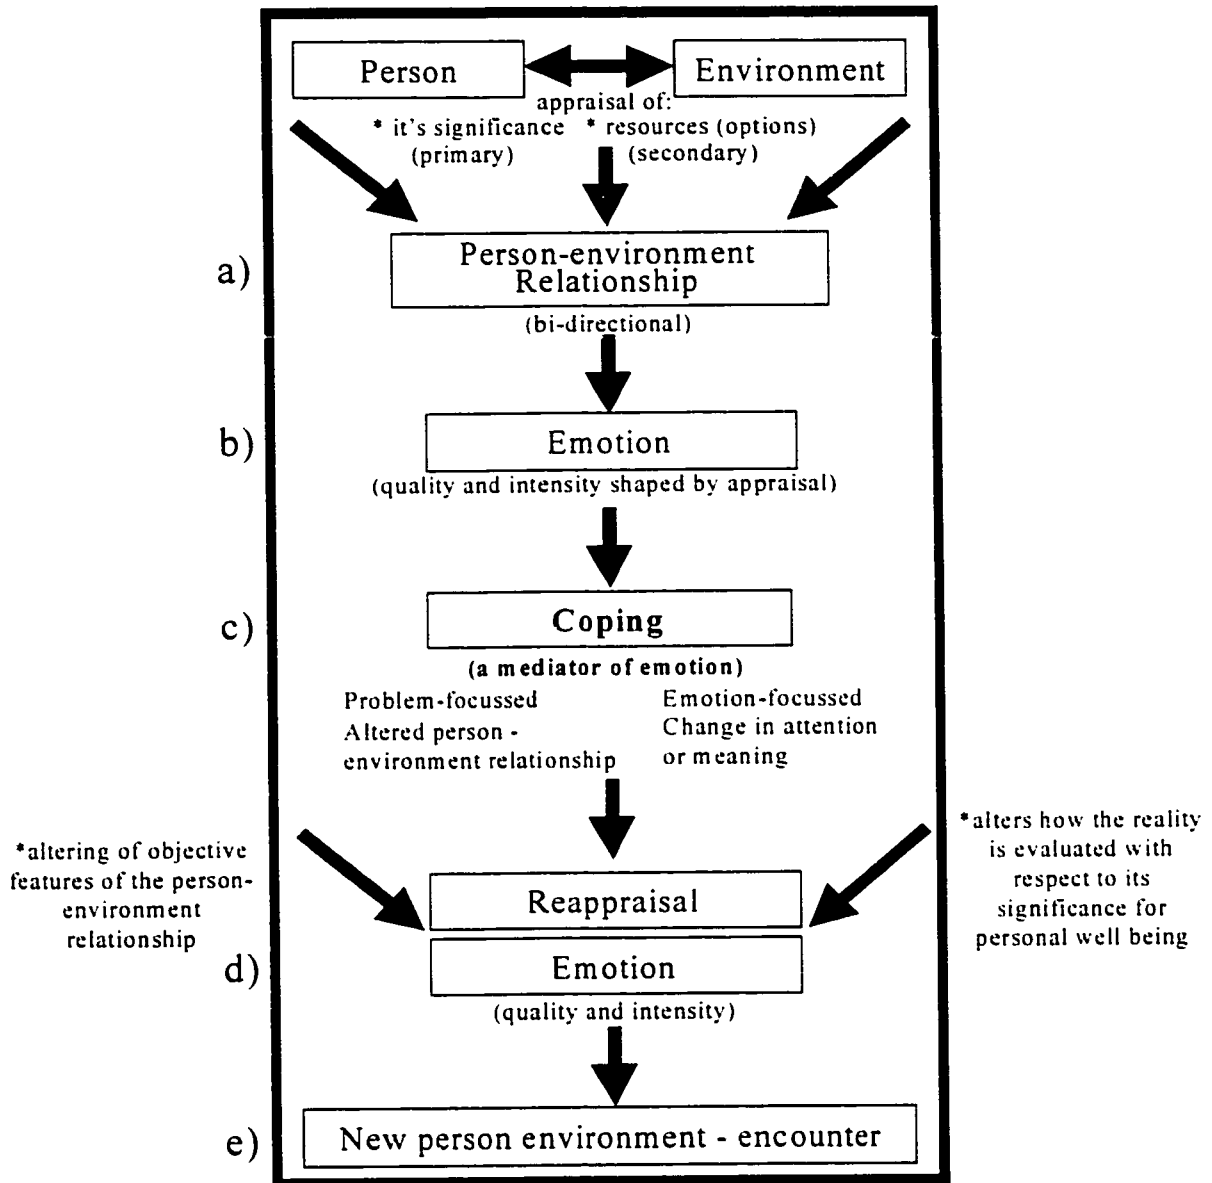 Person
Environment
appraisal of:
* it's significance * resources (options)
(primary) (secondary)
a)
Person-environment
Relationship
(bi-directional)
b)
Emotion
(quality and intensity shaped by appraisal)
c)
Coping
(a mediator of emotion)
Problem-focussed
Altered person -
environment relationship
Emotion-focussed
Change in attention
or meaning
*altering of objective
features of the person-
environment
relationship
*alters how the reality
is evaluated with
respect to its
significance for
personal well being
Reappraisal
d)
Emotion
(quality and intensity)
e)
New person environment - encounter